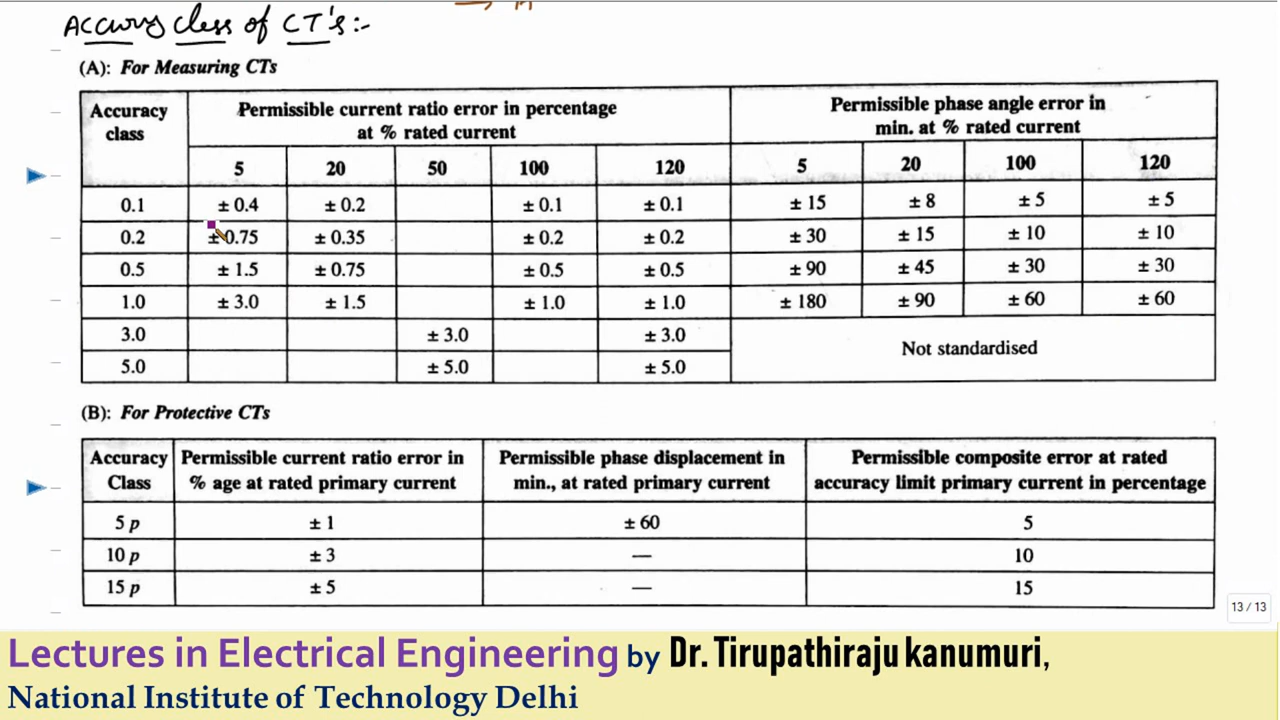 Accuracy class of CT's:-
(A): For Measuring CTs
Accuracy class Permissible current ratio error in percentage at % rated current Permissible phase angle error in min. at % rated current
5 20 50 100 120 5 20 100 120
0.1 ± 0.4 ± 0.2 ± 0.1 ± 0.1 ± 15 ± 8 ± 5 ± 5
0.2 ± 0.75 ± 0.35 ± 0.2 ± 0.2 ± 30 ± 15 ± 10 ± 10
0.5 ± 1.5 ± 0.75 ± 0.5 ± 0.5 ± 90 ± 45 ± 30 ± 30
1.0 ± 3.0 ± 1.5 ± 1.0 ± 1.0 ± 180 ± 90 ± 60 ± 60
3.0 ± 3.0 ± 3.0 Not standardised
5.0 ± 5.0 ± 5.0
(B): For Protective CTs
Accuracy Class Permissible current ratio error in % age at rated primary current Permissible phase displacement in min., at rated primary current Permissible composite error at rated accuracy limit primary current in percentage
5 p ± 1 ± 60 5
10 p ± 3 — 10
15 p ± 5 — 15
13 / 13
Lectures in Electrical Engineering by Dr. Tirupathiraju kanumuri,
National Institute of Technology Delhi